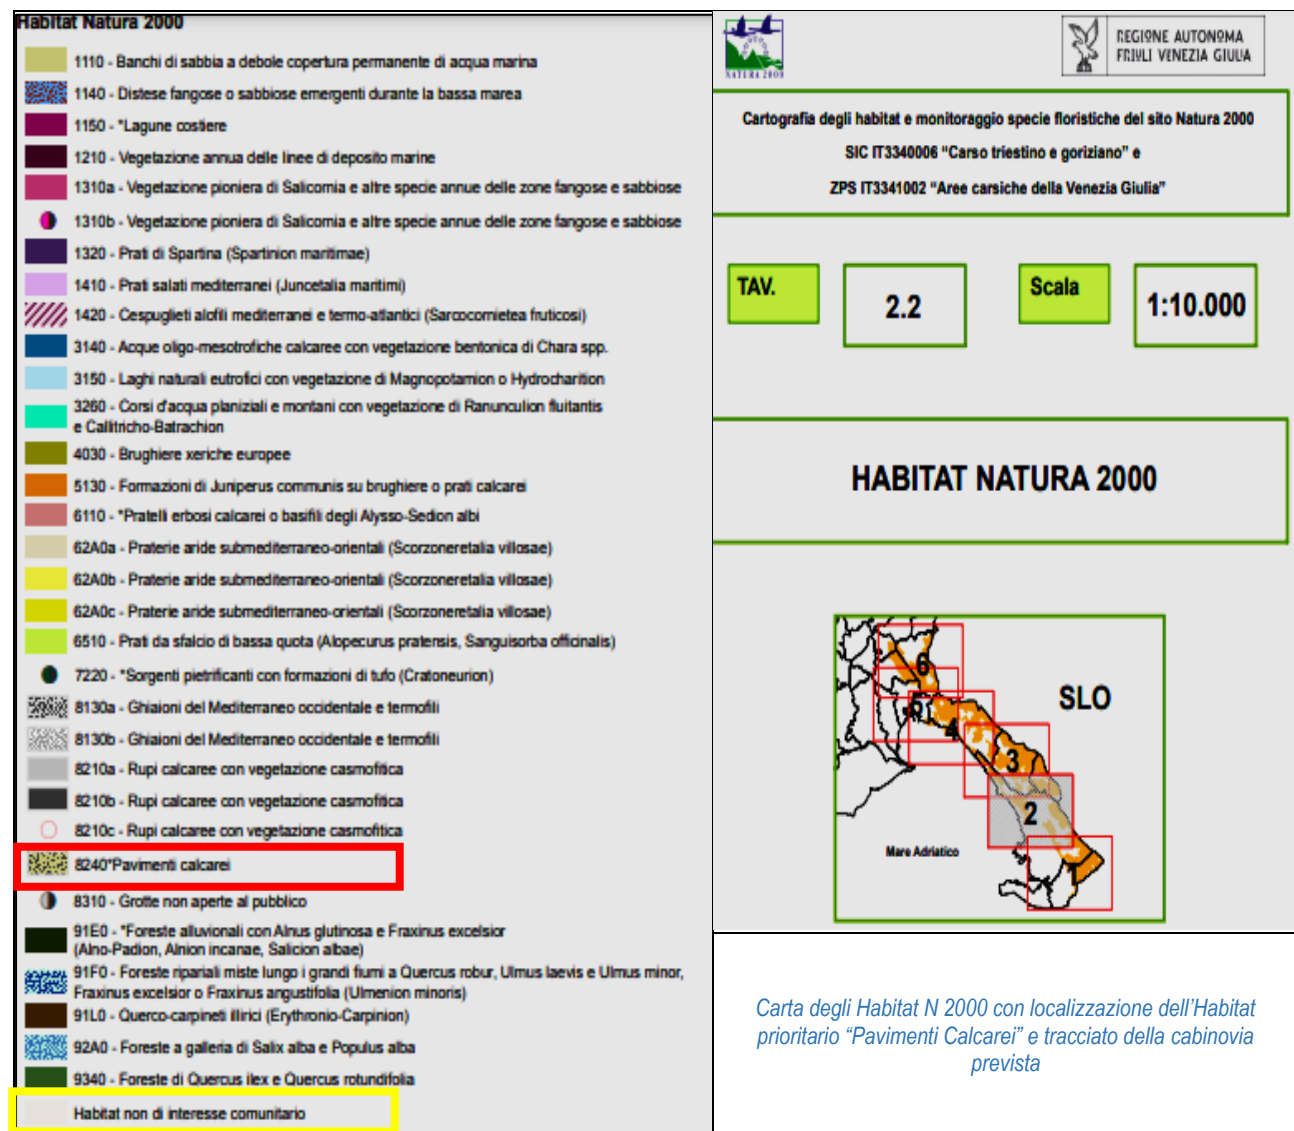 Habitat Natura 2000
1110 - Banchi di sabbia a debole copertura permanente di acqua marina
1140 - Distese fangose o sabbiose emergenti durante la bassa marea
1150 - *Lagune costiere
1210 - Vegetazione annua delle linee di deposito marine
1310a - Vegetazione pioniera di Salicornia e altre specie annue delle zone fangose e sabbiose
1310b - Vegetazione pioniera di Salicornia e altre specie annue delle zone fangose e sabbiose
1320 - Prati di Spartina (Spartinion maritimae)
1410 - Prati salati mediterranei (Juncetalia maritimi)
1420 - Cespuglieti alofili mediterranei e termo-atlantici (Sarcocornietea fruticosi)
3140 - Acque oligo-mesotrofiche calcaree con vegetazione bentonica di Chara spp.
3150 - Laghi naturali eutrofici con vegetazione di Magnopotamion o Hydrocharition
3260 - Corsi d'acqua planiziali e montani con vegetazione di Ranunculion fluitantis
e Callitricho-Batrachion
4030 - Brughiere xeriche europee
5130 - Formazioni di Juniperus communis su brughiere o prati calcarei
6110 - *Pratelli erbosi calcarei o basifili degli Alysso-Sedion albi
62A0a - Praterie aride submediterraneo-orientali (Scorzoneretalia villosae)
62A0b - Praterie aride submediterraneo-orientali (Scorzoneretalia villosae)
62A0c - Praterie aride submediterraneo-orientali (Scorzoneretalia villosae)
6510 - Prati da sfalcio di bassa quota (Alopecurus pratensis, Sanguisorba officinalis)
7220 - *Sorgenti pietrificanti con formazioni di tufo (Cratoneurion)
8130a - Ghiaioni del Mediterraneo occidentale e termofili
8130b - Ghiaioni del Mediterraneo occidentale e termofili
8210a - Rupi calcaree con vegetazione casmofitica
8210b - Rupi calcaree con vegetazione casmofitica
8210c - Rupi calcaree con vegetazione casmofitica
8240*Pavimenti calcarei
8310 - Grotte non aperte al pubblico
91E0 - *Foreste alluvionali con Alnus glutinosa e Fraxinus excelsior
(Alno-Padion, Alnion incanae, Salicion albae)
91F0 - Foreste ripariali miste lungo i grandi fiumi a Quercus robur, Ulmus laevis e Ulmus minor,
Fraxinus excelsior o Fraxinus angustifolia (Ulmenion minoris)
91L0 - Querco-carpineti illirici (Erythronio-Carpinion)
92A0 - Foreste a galleria di Salix alba e Populus alba
9340 - Foreste di Quercus ilex e Quercus rotundifolia
Habitat non di interesse comunitario
NATURA 2000
REGIONE AUTONOMA
FRIULI VENEZIA GIULIA
Cartografia degli habitat e monitoraggio specie floristiche del sito Natura 2000
SIC IT3340006 “Carso triestino e goriziano” e
ZPS IT3341002 “Aree carsiche della Venezia Giulia”
TAV.
2.2
Scala
1:10.000
HABITAT NATURA 2000
6
SLO
5
4
3
2
Mare Adriatico
Carta degli Habitat N 2000 con localizzazione dell’Habitat
prioritario “Pavimenti Calcarei” e tracciato della cabinovia
prevista